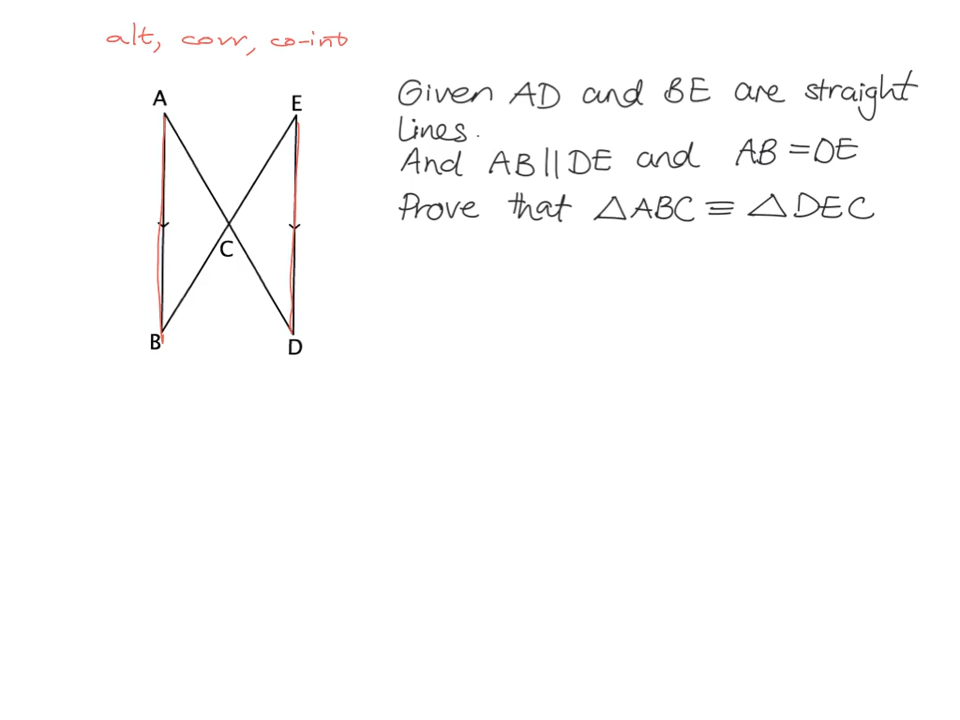 alt, corr, co-int
A
E
Given AD and BE are straight
lines.
And AB||DE and AB=DE
Prove that △ABC ≡ △DEC
C
B
D